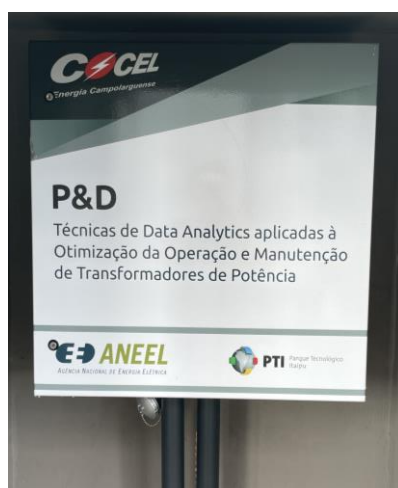 COCEL
Energia Campolarguense
P&D
Técnicas de Data Analytics aplicadas à
Otimização da Operação e Manutenção
de Transformadores de Potência
ANEEL
AGÊNCIA NACIONAL DE ENERGIA ELÉTRICA
PTI
Parque Tecnológico
Itaipu